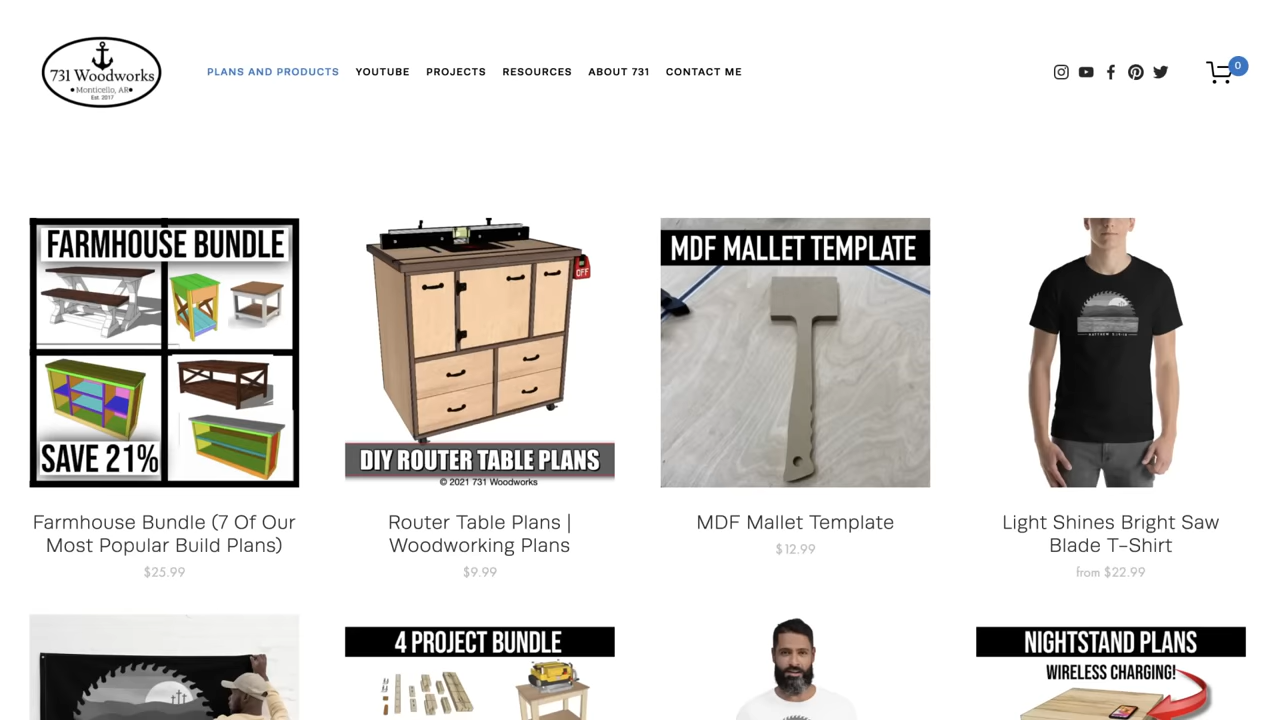 731 Woodworks
•Monticello, AR•
Est. 2017
PLANS AND PRODUCTS YOUTUBE PROJECTS RESOURCES ABOUT 731 CONTACT ME
0
FARMHOUSE BUNDLE
SAVE 21%
Farmhouse Bundle (7 Of Our
Most Popular Build Plans)
$25.99
OFF
DIY ROUTER TABLE PLANS
© 2021 731 Woodworks
Router Table Plans |
Woodworking Plans
$9.99
MDF MALLET TEMPLATE
MDF Mallet Template
$12.99
Light Shines Bright Saw
Blade T-Shirt
from $22.99
4 PROJECT BUNDLE
NIGHTSTAND PLANS
WIRELESS CHARGING!